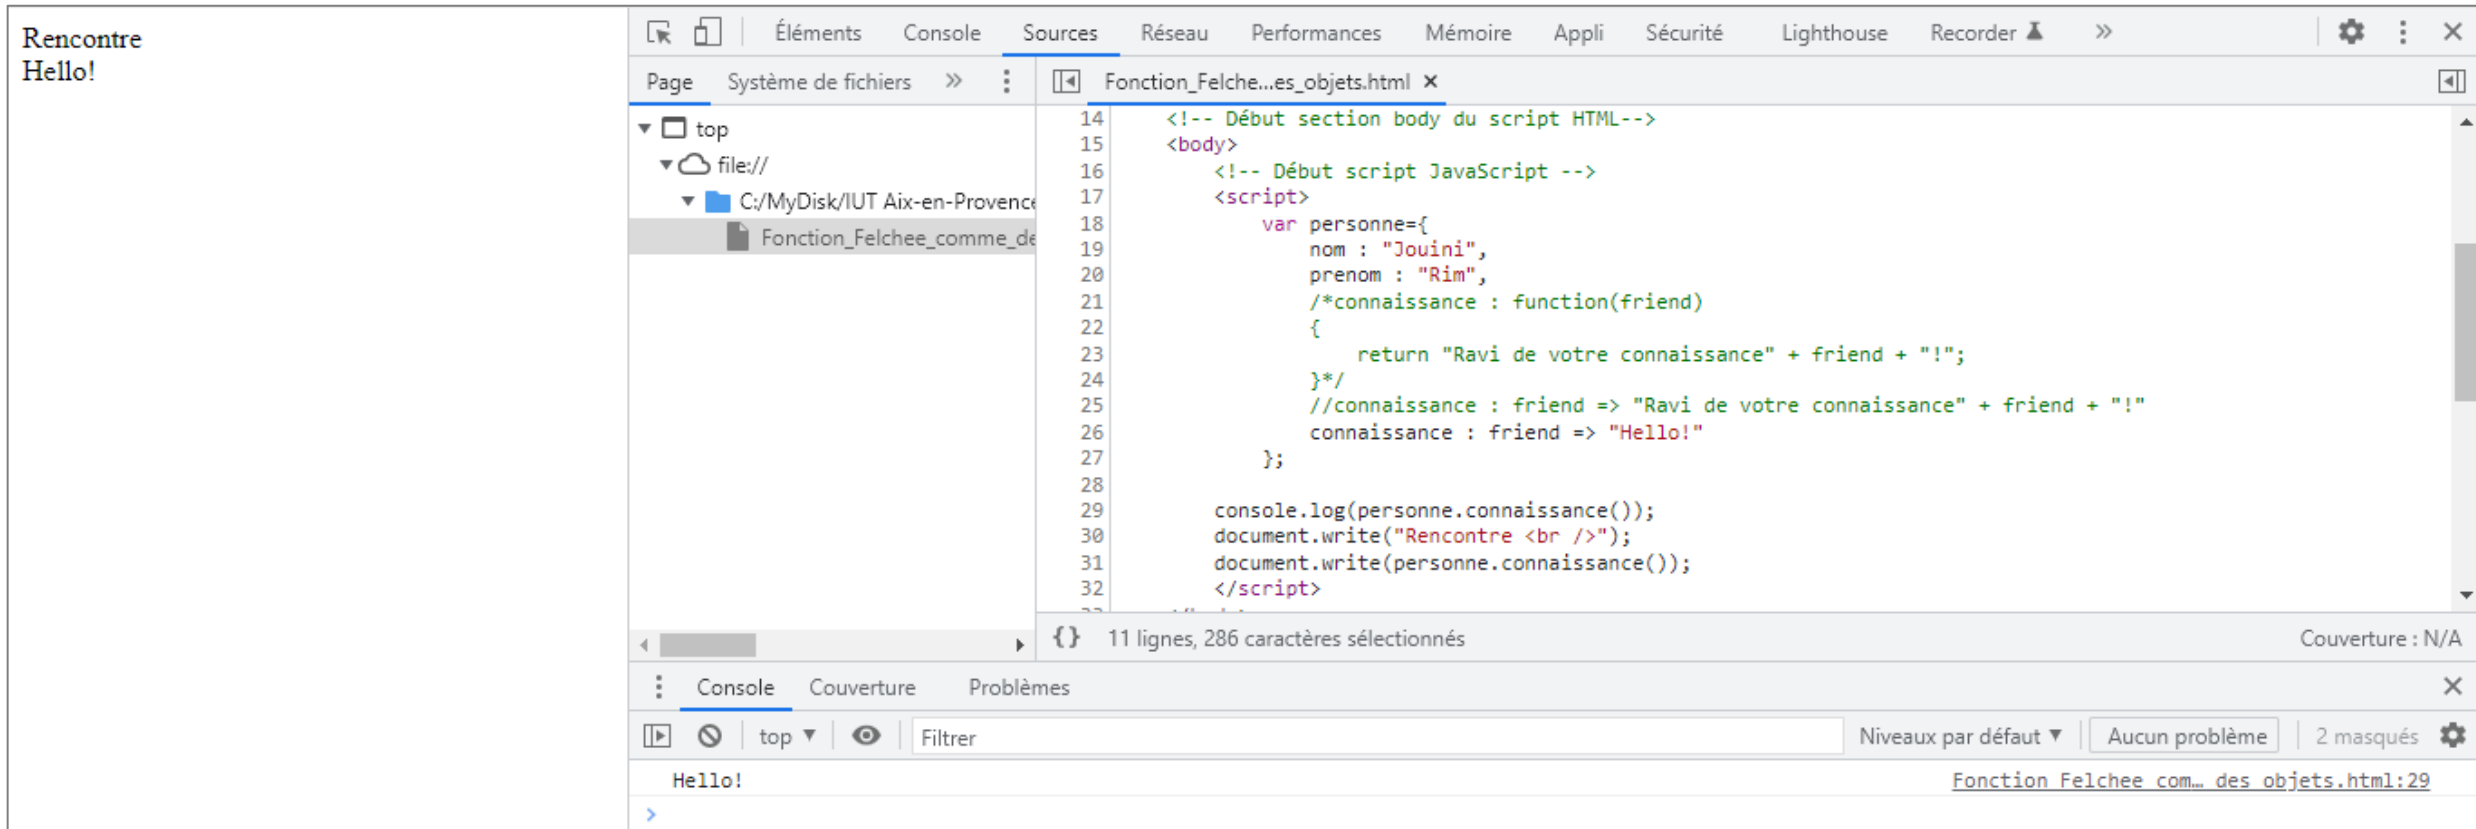 Rencontre
Hello!
Éléments Console Sources Réseau Performances Mémoire Appli Sécurité Lighthouse Recorder »
Page Système de fichiers »
Fonction_Felche...es_objets.html ×
top
file://
C:/MyDisk/IUT Aix-en-Provence
Fonction_Felchee_comme_de
14 <!-- Début section body du script HTML-->
15 <body>
16 <!-- Début script JavaScript -->
17 <script>
18 var personne={
19 nom : "Jouini",
20 prenom : "Rim",
21 /*connaissance : function(friend)
22 {
23 return "Ravi de votre connaissance" + friend + "!";
24 }*/
25 //connaissance : friend => "Ravi de votre connaissance" + friend + "!"
26 connaissance : friend => "Hello!"
27 };
28
29 console.log(personne.connaissance());
30 document.write("Rencontre <br />");
31 document.write(personne.connaissance());
32 </script>
{} 11 lignes, 286 caractères sélectionnés Couverture : N/A
Console Couverture Problèmes
top Filtrer Niveaux par défaut Aucun problème 2 masqués
Hello! Fonction_Felchee_com…_des_objets.html:29
>